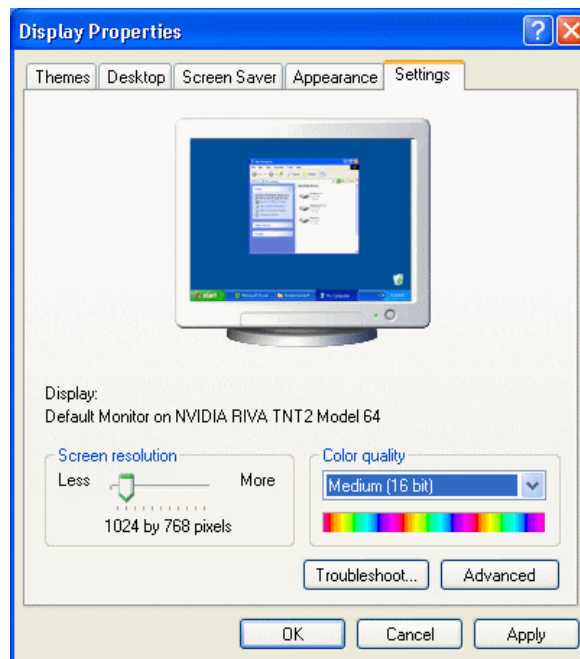 Display Properties
Themes Desktop Screen Saver Appearance Settings
start
Display:
Default Monitor on NVIDIA RIVA TNT2 Model 64
Screen resolution
Less More
1024 by 768 pixels
Color quality
Medium (16 bit)
Troubleshoot... Advanced
OK Cancel Apply